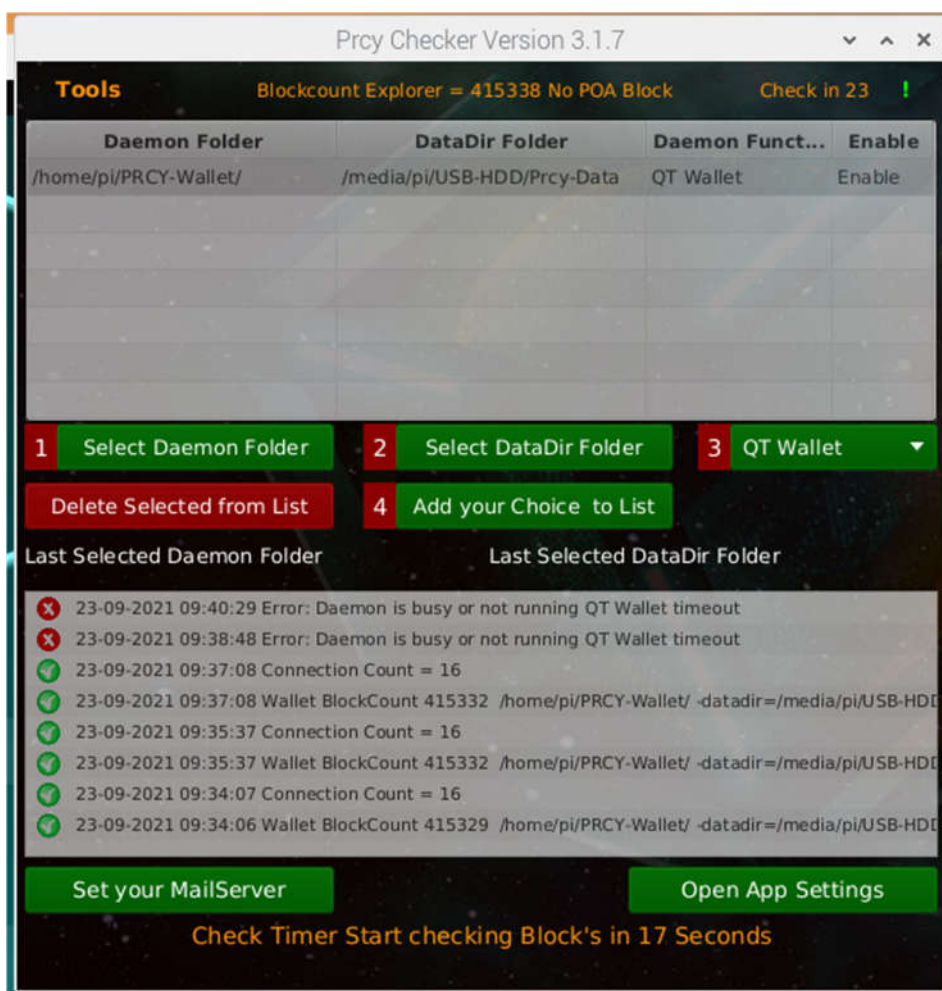 Prcy Checker Version 3.1.7
Tools Blockcount Explorer = 415338 No POA Block Check in 23 !
Daemon Folder DataDir Folder Daemon Funct... Enable
/home/pi/PRCY-Wallet/ /media/pi/USB-HDD/Prcy-Data QT Wallet Enable
1 Select Daemon Folder 2 Select DataDir Folder 3 QT Wallet
Delete Selected from List 4 Add your Choice to List
Last Selected Daemon Folder Last Selected DataDir Folder
23-09-2021 09:40:29 Error: Daemon is busy or not running QT Wallet timeout
23-09-2021 09:38:48 Error: Daemon is busy or not running QT Wallet timeout
23-09-2021 09:37:08 Connection Count = 16
23-09-2021 09:37:08 Wallet BlockCount 415332 /home/pi/PRCY-Wallet/ -datadir=/media/pi/USB-HDD
23-09-2021 09:35:37 Connection Count = 16
23-09-2021 09:35:37 Wallet BlockCount 415332 /home/pi/PRCY-Wallet/ -datadir=/media/pi/USB-HDD
23-09-2021 09:34:07 Connection Count = 16
23-09-2021 09:34:06 Wallet BlockCount 415329 /home/pi/PRCY-Wallet/ -datadir=/media/pi/USB-HDD
Set your MailServer Open App Settings
Check Timer Start checking Block's in 17 Seconds